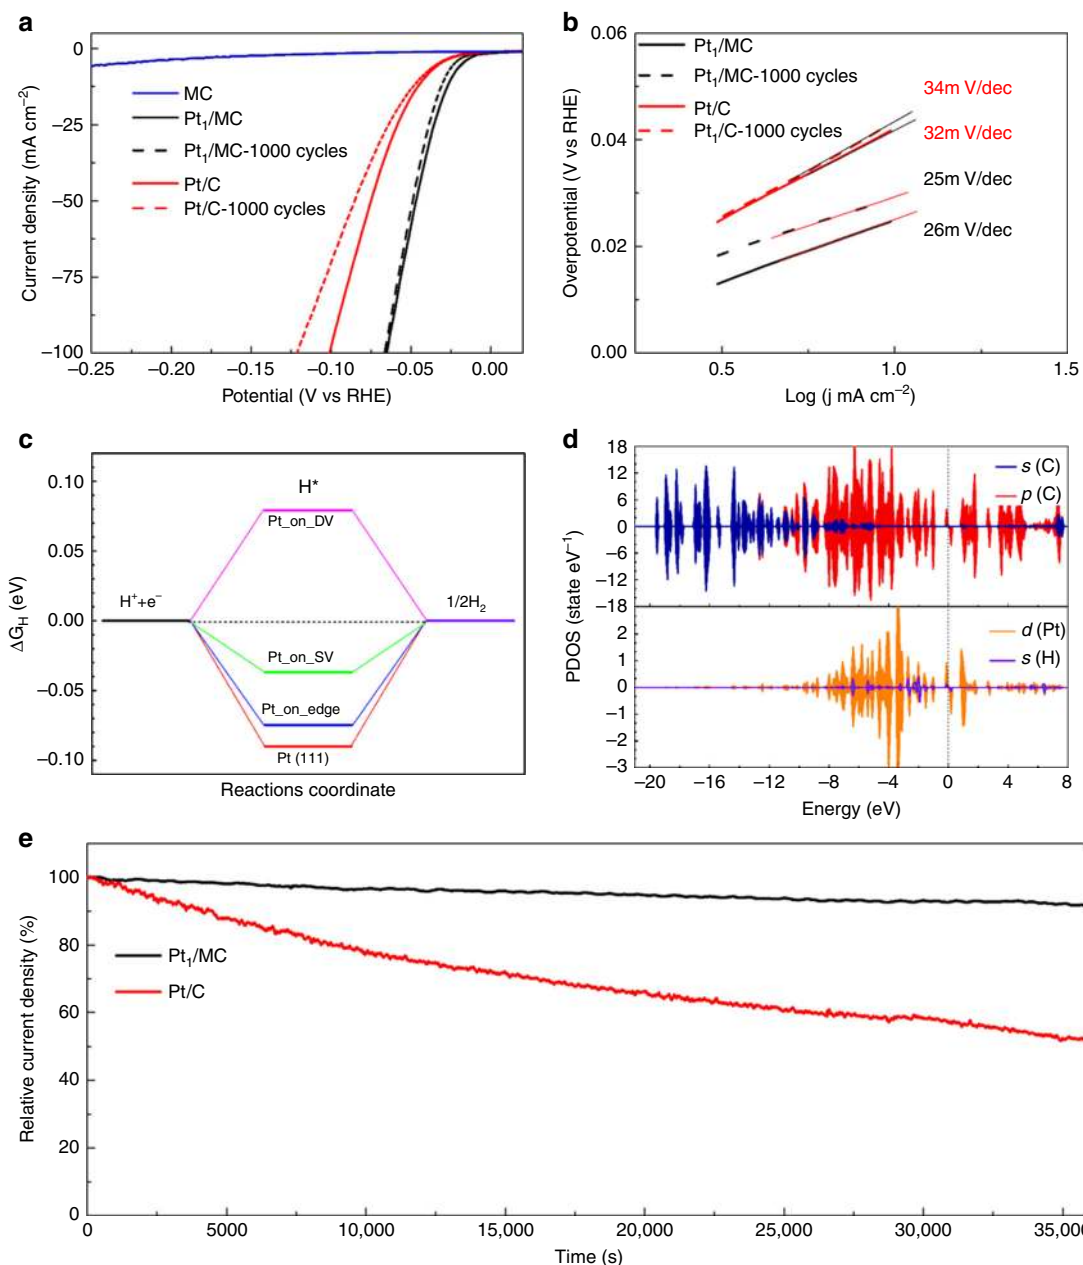 a
0
−25
−50
−75
−100
Current density (mA cm⁻²)
MC
Pt₁/MC
Pt₁/MC-1000 cycles
Pt/C
Pt/C-1000 cycles
−0.25
−0.20
−0.15
−0.10
−0.05
0.00
Potential (V vs RHE)
b
0.06
0.04
0.02
0.00
Overpotential (V vs RHE)
Pt₁/MC
Pt₁/MC-1000 cycles
Pt/C
Pt₁/C-1000 cycles
34m V/dec
32m V/dec
25m V/dec
26m V/dec
0.5
1.0
1.5
Log (j mA cm⁻²)
c
0.10
0.05
0.00
−0.05
−0.10
ΔG_H (eV)
H*
Pt_on_DV
H⁺+e⁻
1/2H₂
Pt_on_SV
Pt_on_edge
Pt (111)
Reactions coordinate
d
18
12
6
0
−6
−12
−18
s (C)
p (C)
2
1
0
−1
−2
−3
d (Pt)
s (H)
PDOS (state eV⁻¹)
−20
−16
−12
−8
−4
0
4
8
Energy (eV)
e
100
80
60
40
20
0
Relative current density (%)
Pt₁/MC
Pt/C
0
5000
10,000
15,000
20,000
25,000
30,000
35,000
Time (s)